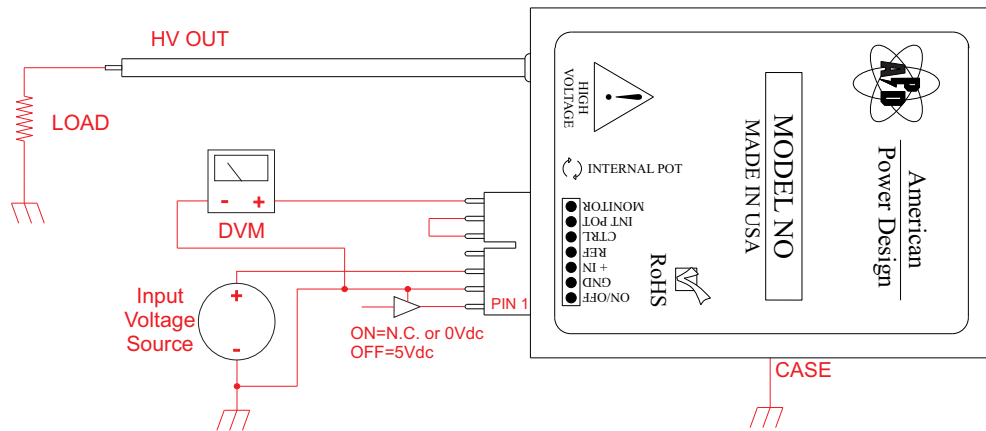 HV OUT
LOAD
- +
DVM
+
Input
Voltage
Source
-
ON=N.C. or 0Vdc
OFF=5Vdc
PIN 1
CASE
HIGH
VOLTAGE
!
INTERNAL POT
MONITOR
INT POT
CTRL
REF
+ IN
GND
ON/OFF
RoHS
MODEL NO
MADE IN USA
APD
American
Power Design